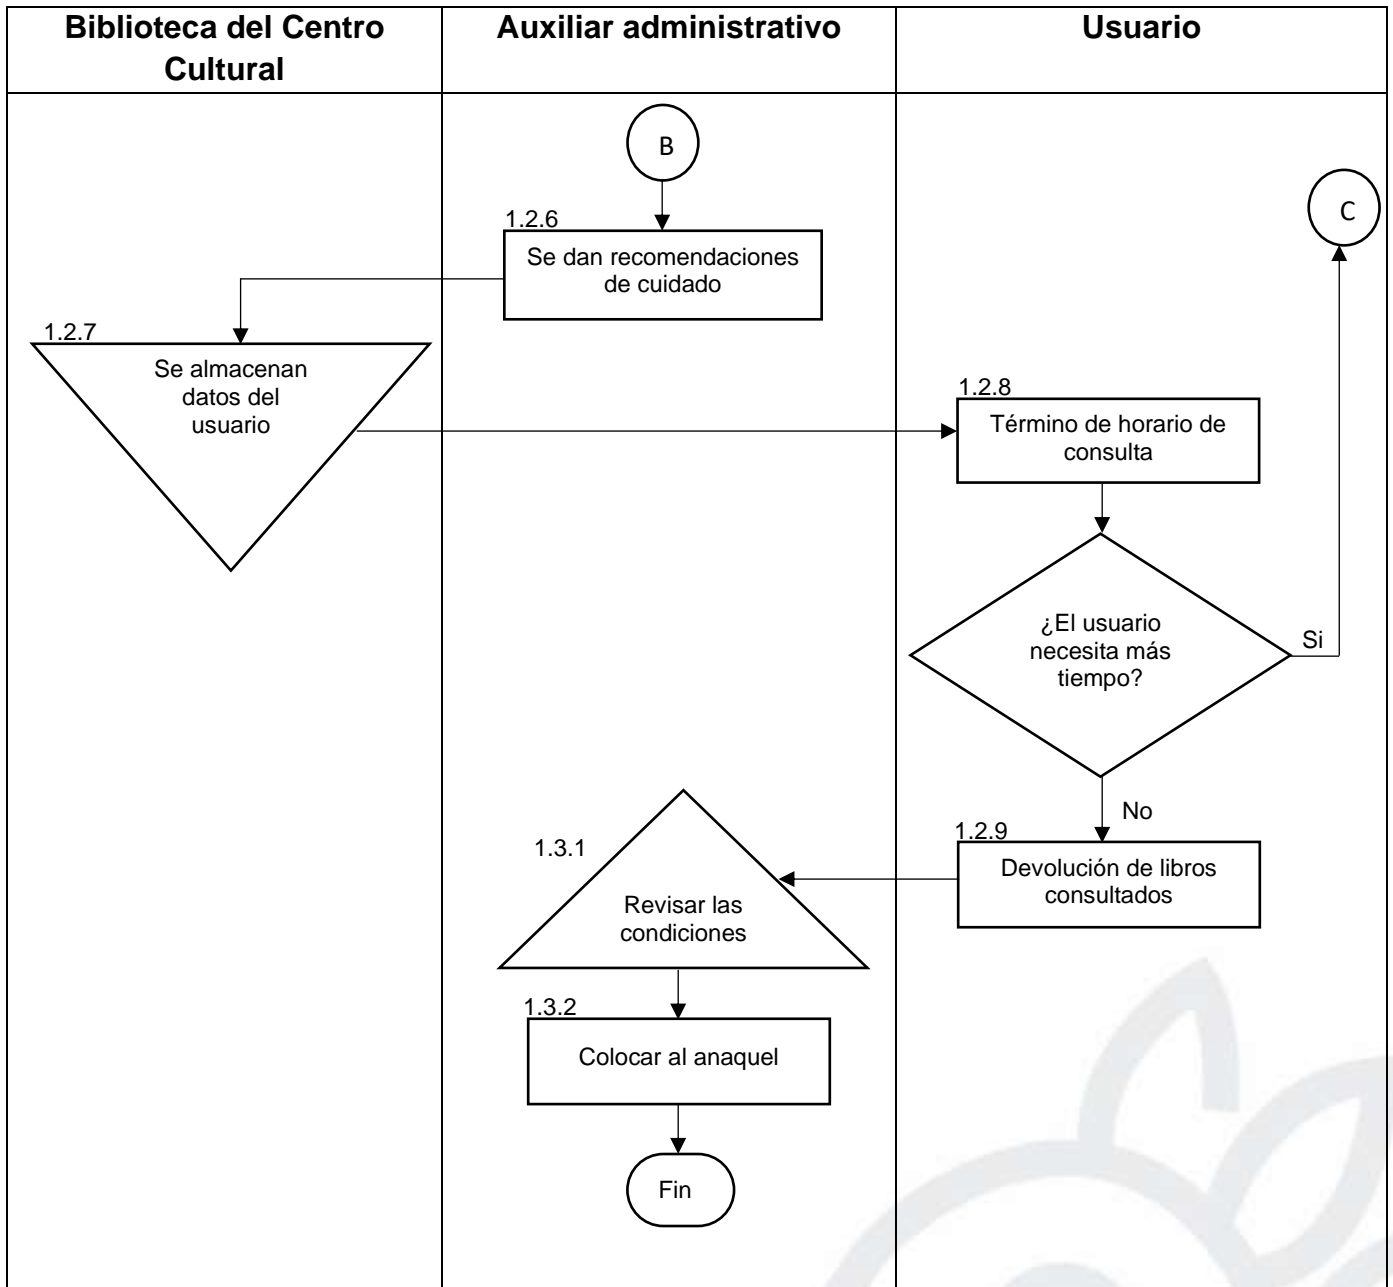 Biblioteca del Centro
Cultural
Auxiliar administrativo
Usuario
B
C
1.2.6
Se dan recomendaciones
de cuidado
1.2.7
Se almacenan
datos del
usuario
1.2.8
Término de horario de
consulta
¿El usuario
necesita más
tiempo?
Si
No
1.2.9
Devolución de libros
consultados
1.3.1
Revisar las
condiciones
1.3.2
Colocar al anaquel
Fin